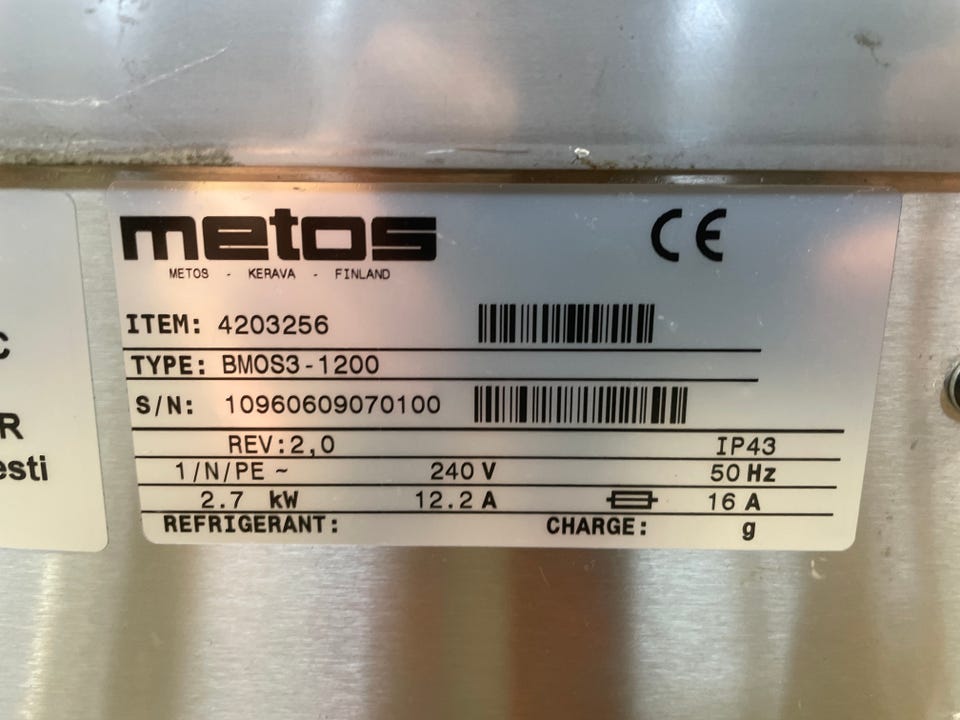 metos
METOS - KERAVA - FINLAND
CE
ITEM: 4203256
TYPE: BMOS3-1200
S/N: 10960609070100
REV:2,0 IP43
1/N/PE ~ 240 V 50 Hz
2.7 kW 12.2 A 16 A
REFRIGERANT: CHARGE: g